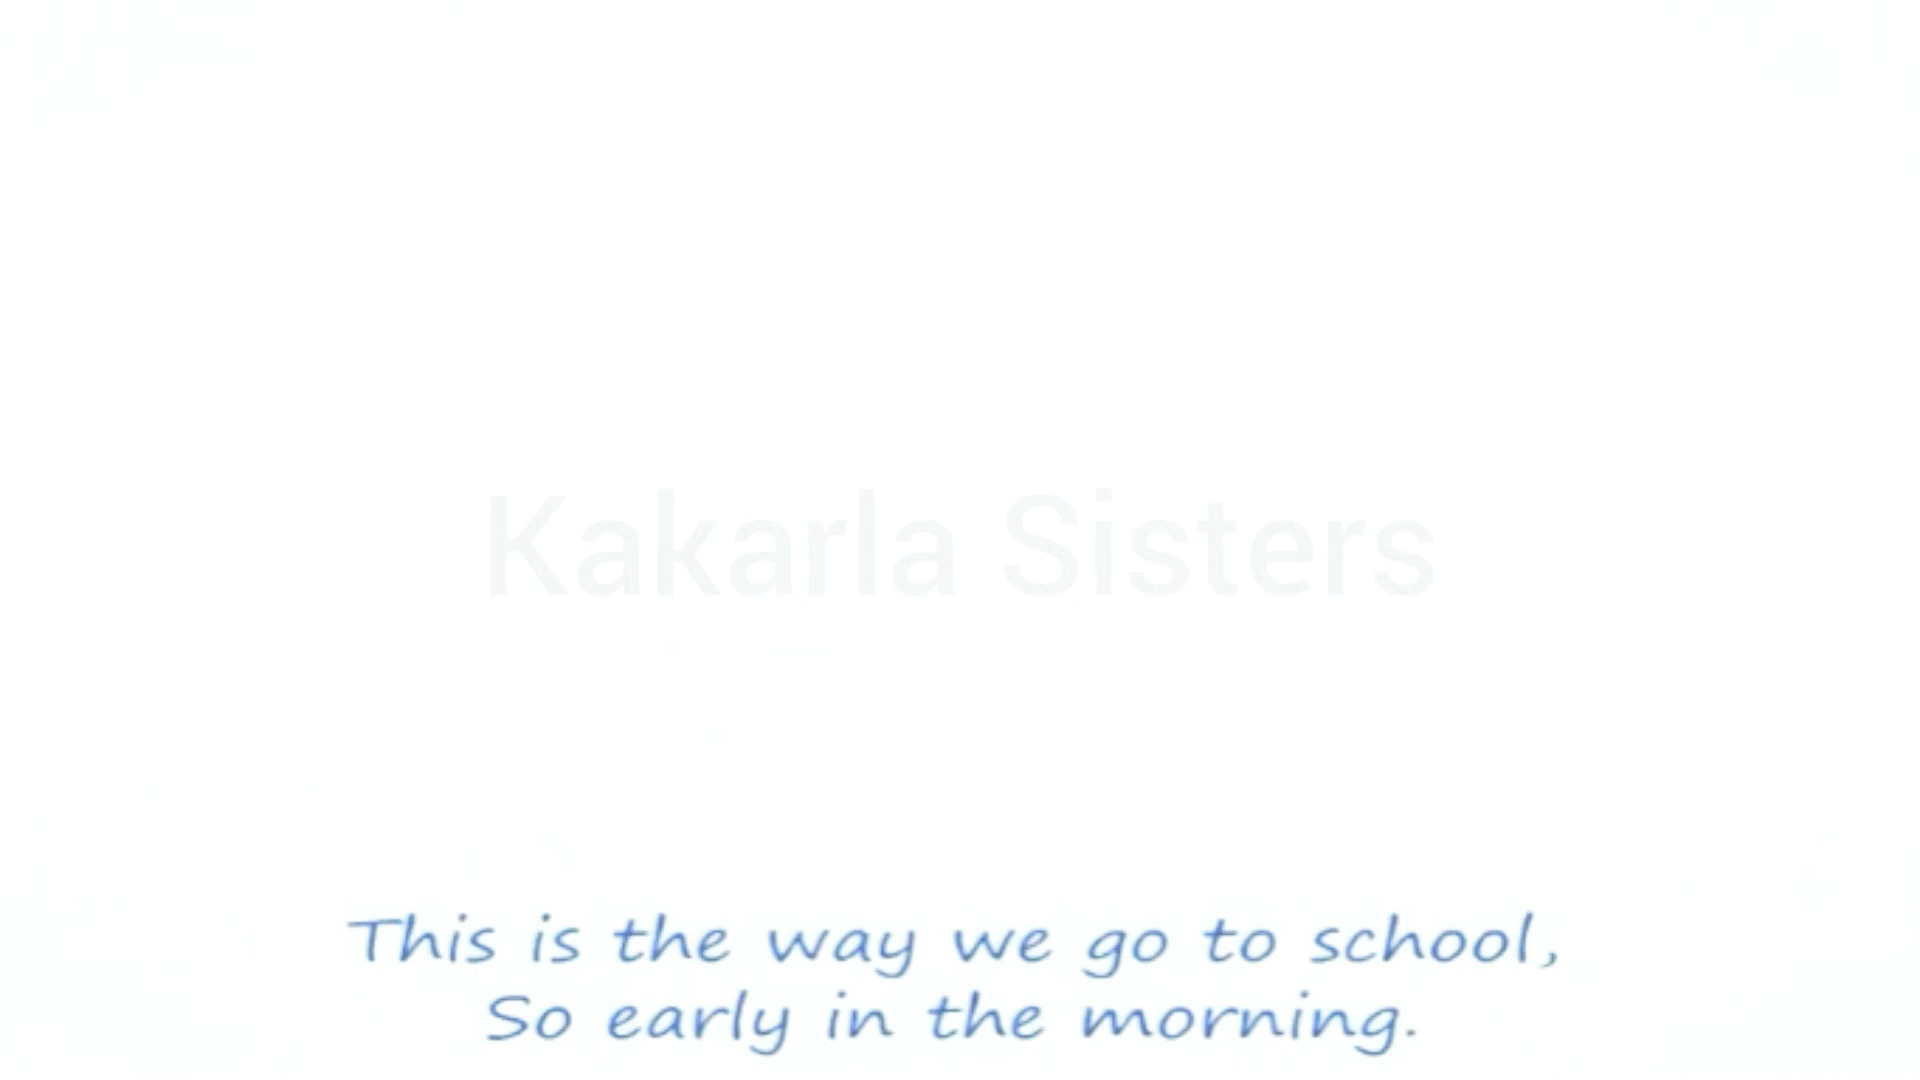 Kakarla Sisters
This is the way we go to school,
So early in the morning.